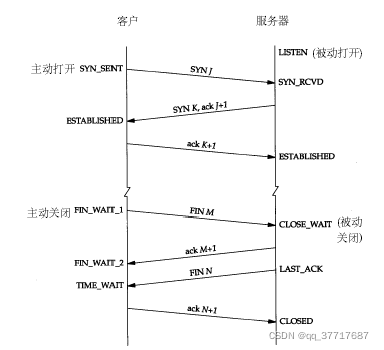 客户 服务器
LISTEN (被动打开)
主动打开 SYN_SENT
SYN J
SYN_RCVD
SYN K, ack J+1
ESTABLISHED
ack K+1
ESTABLISHED
主动关闭 FIN_WAIT_1
FIN M
CLOSE_WAIT (被动
关闭)
ack M+1
FIN_WAIT_2
FIN N
LAST_ACK
TIME_WAIT
ack N+1
CLOSED
CSDN @qq_37717687